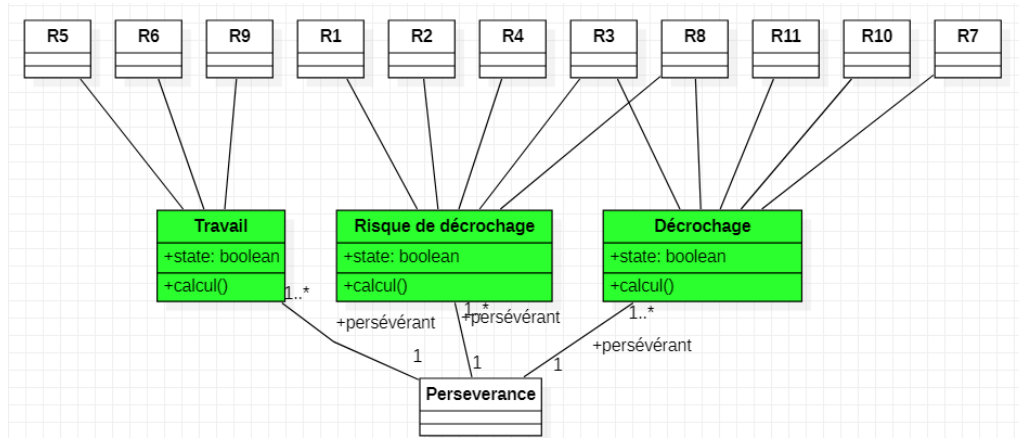 R5 R6 R9 R1 R2 R4 R3 R8 R11 R10 R7
Travail Risque de décrochage Décrochage
+state: boolean +state: boolean +state: boolean
+calcul() +calcul() +calcul()
1..* 1..* 1..*
+persévérant +persévérant
+persévérant
1 1 1
Perseverance